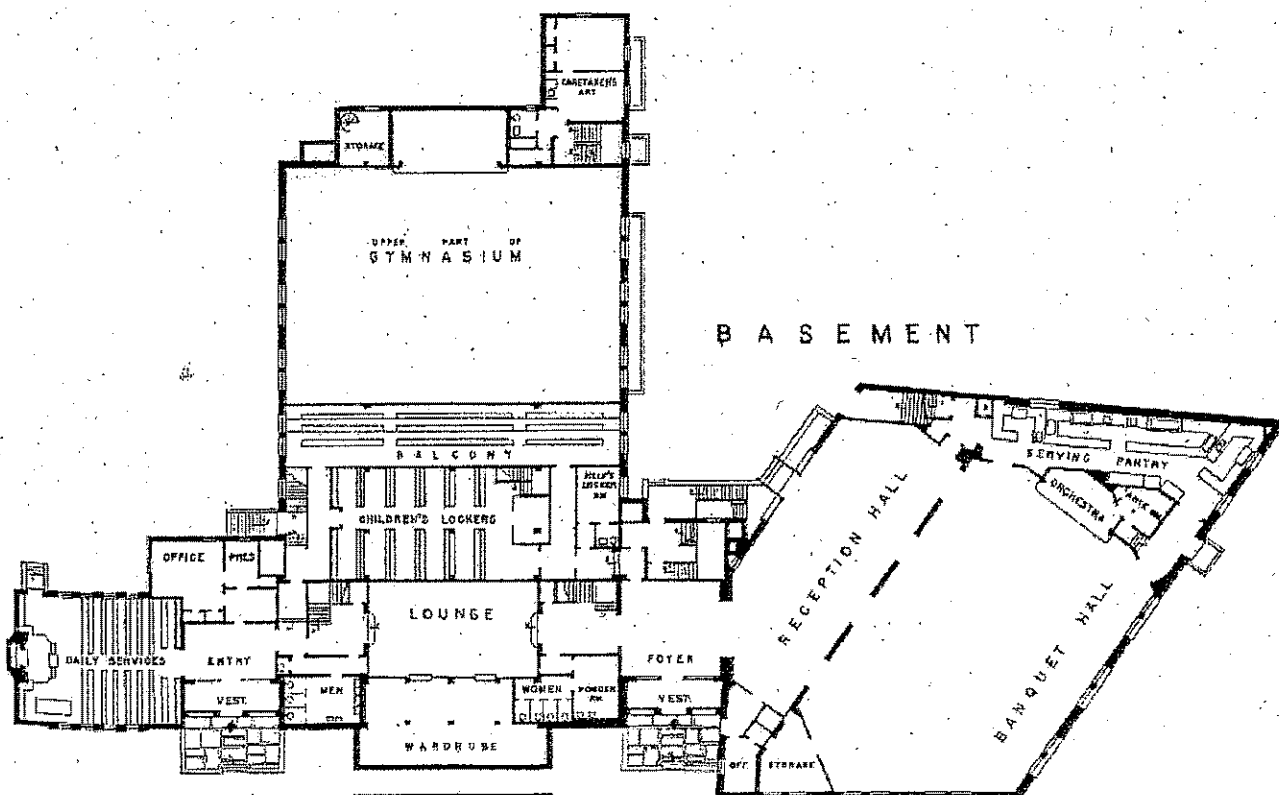 CARETAKER'S
APT
STORAGE
UPPER PART OF
GYMNASIUM
BASEMENT
BALCONY
SERVING PANTRY
ORCHESTRA
RECEPTION HALL
CHILDREN'S LOCKERS
LOCKER
RM
OFFICE
LOUNGE
BANQUET HALL
DAILY SERVICES
ENTRY
FOYER
MEN
WOMEN
POWDER
RM
VEST.
VEST.
WARDROBE
OFF.
STORAGE